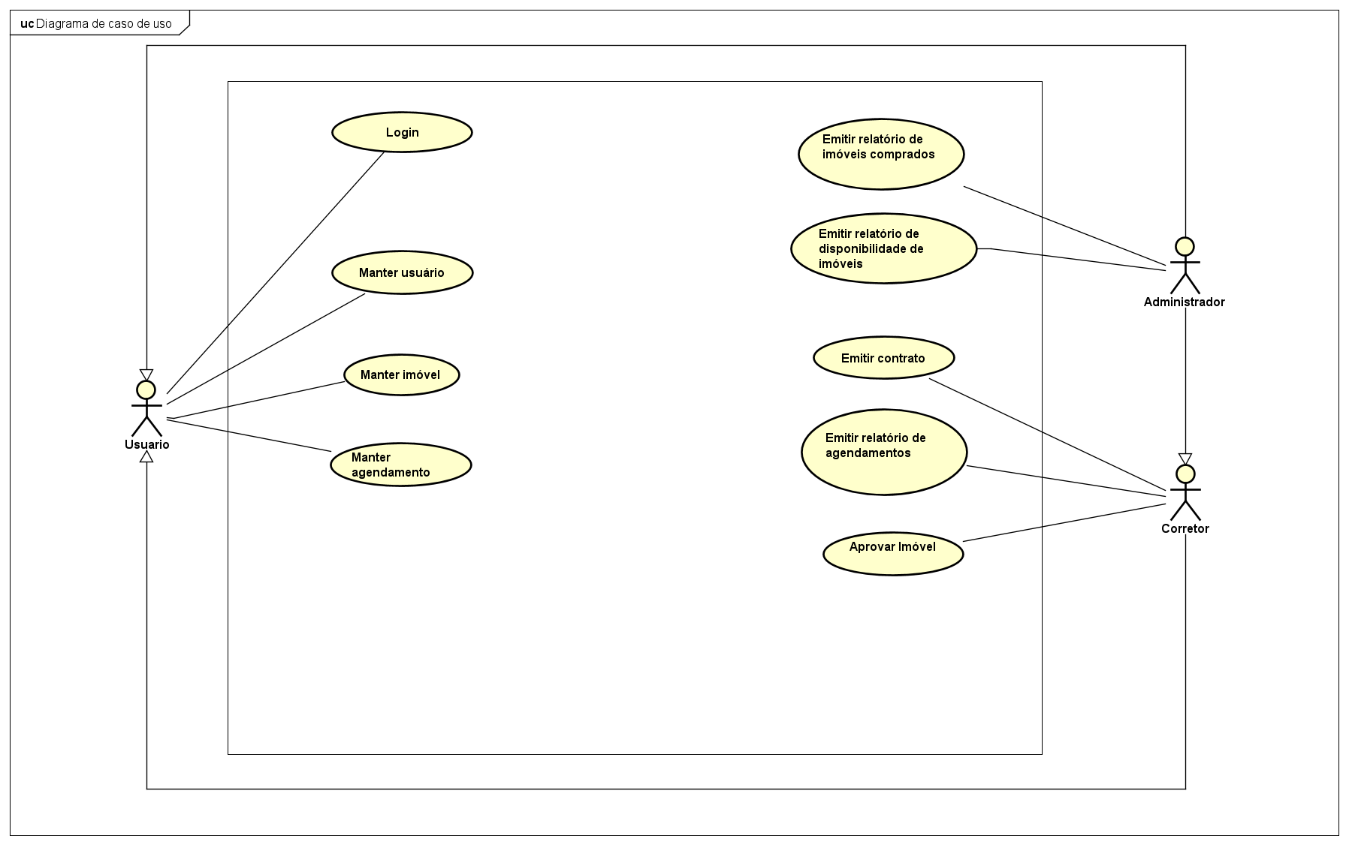 uc Diagrama de caso de uso
Login
Manter usuário
Manter imóvel
Manter
agendamento
Usuario
Emitir relatório de
imóveis comprados
Emitir relatório de
disponibilidade de
imóveis
Emitir contrato
Emitir relatório de
agendamentos
Aprovar Imóvel
Administrador
Corretor